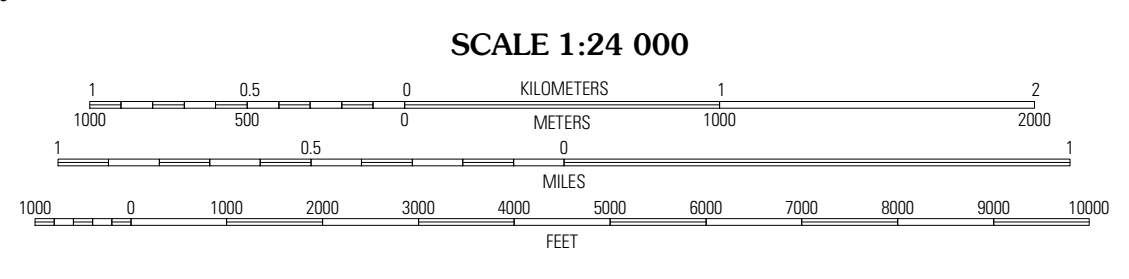 SCALE 1:24 000
1 0.5 0 KILOMETERS 1 2
1000 500 0 METERS 1000 2000
1 0.5 0 1
MILES
1000 0 1000 2000 3000 4000 5000 6000 7000 8000 9000 10000
FEET